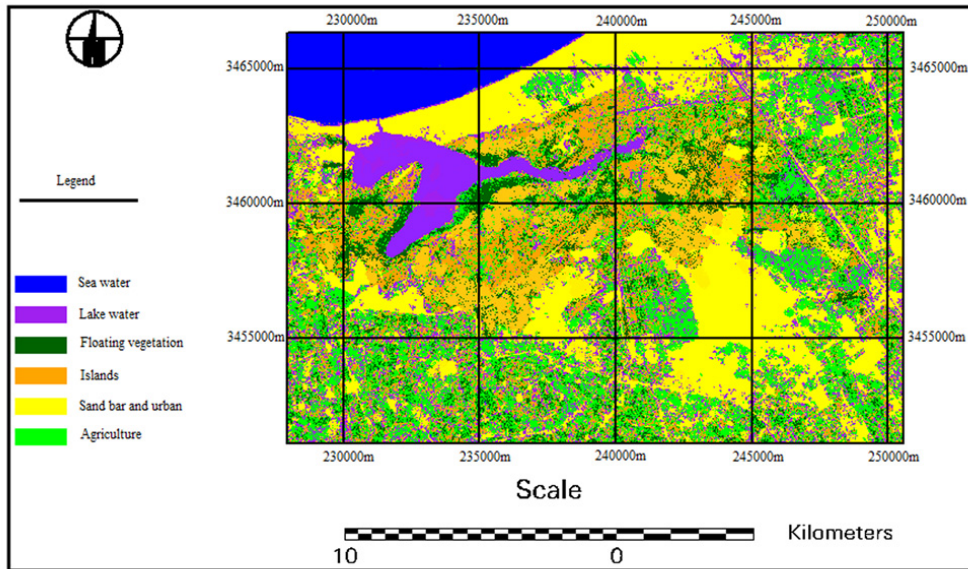 230000m 235000m 240000m 245000m 250000m
3465000m 3465000m
Legend
3460000m 3460000m
Sea water
Lake water
Floating vegetation
3455000m 3455000m
Islands
Sand bar and urban
Agriculture
230000m 235000m 240000m 245000m 250000m
Scale
Kilometers
10 0